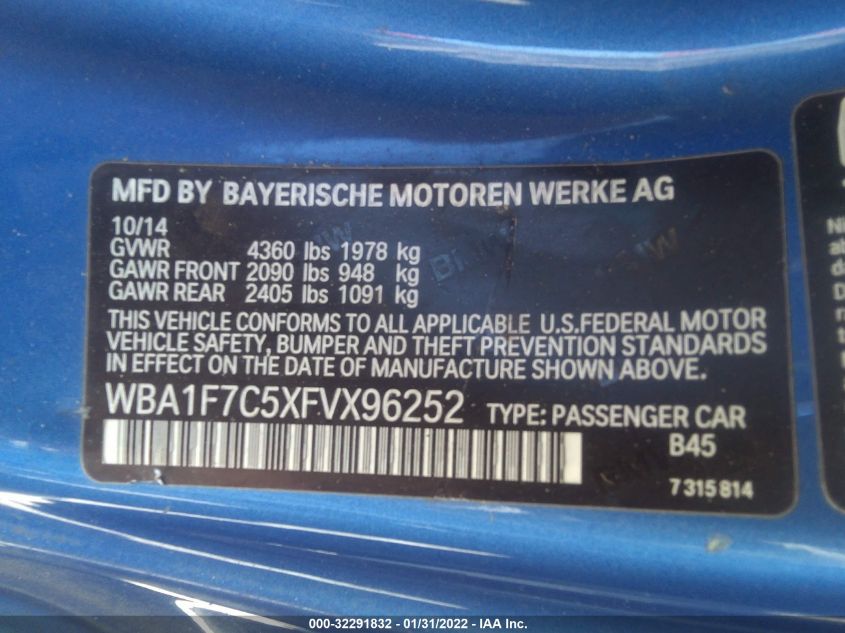 MFD BY BAYERISCHE MOTOREN WERKE AG
10/14
GVWR 4360 lbs 1978 kg
GAWR FRONT 2090 lbs 948 kg
GAWR REAR 2405 lbs 1091 kg
THIS VEHICLE CONFORMS TO ALL APPLICABLE U.S.FEDERAL MOTOR
VEHICLE SAFETY, BUMPER AND THEFT PREVENTION STANDARDS
IN EFFECT ON THE DATE OF MANUFACTURE SHOWN ABOVE.
WBA1F7C5XFVX96252 TYPE: PASSENGER CAR
B45
7315814
000-32291832 - 01/31/2022 - IAA Inc.